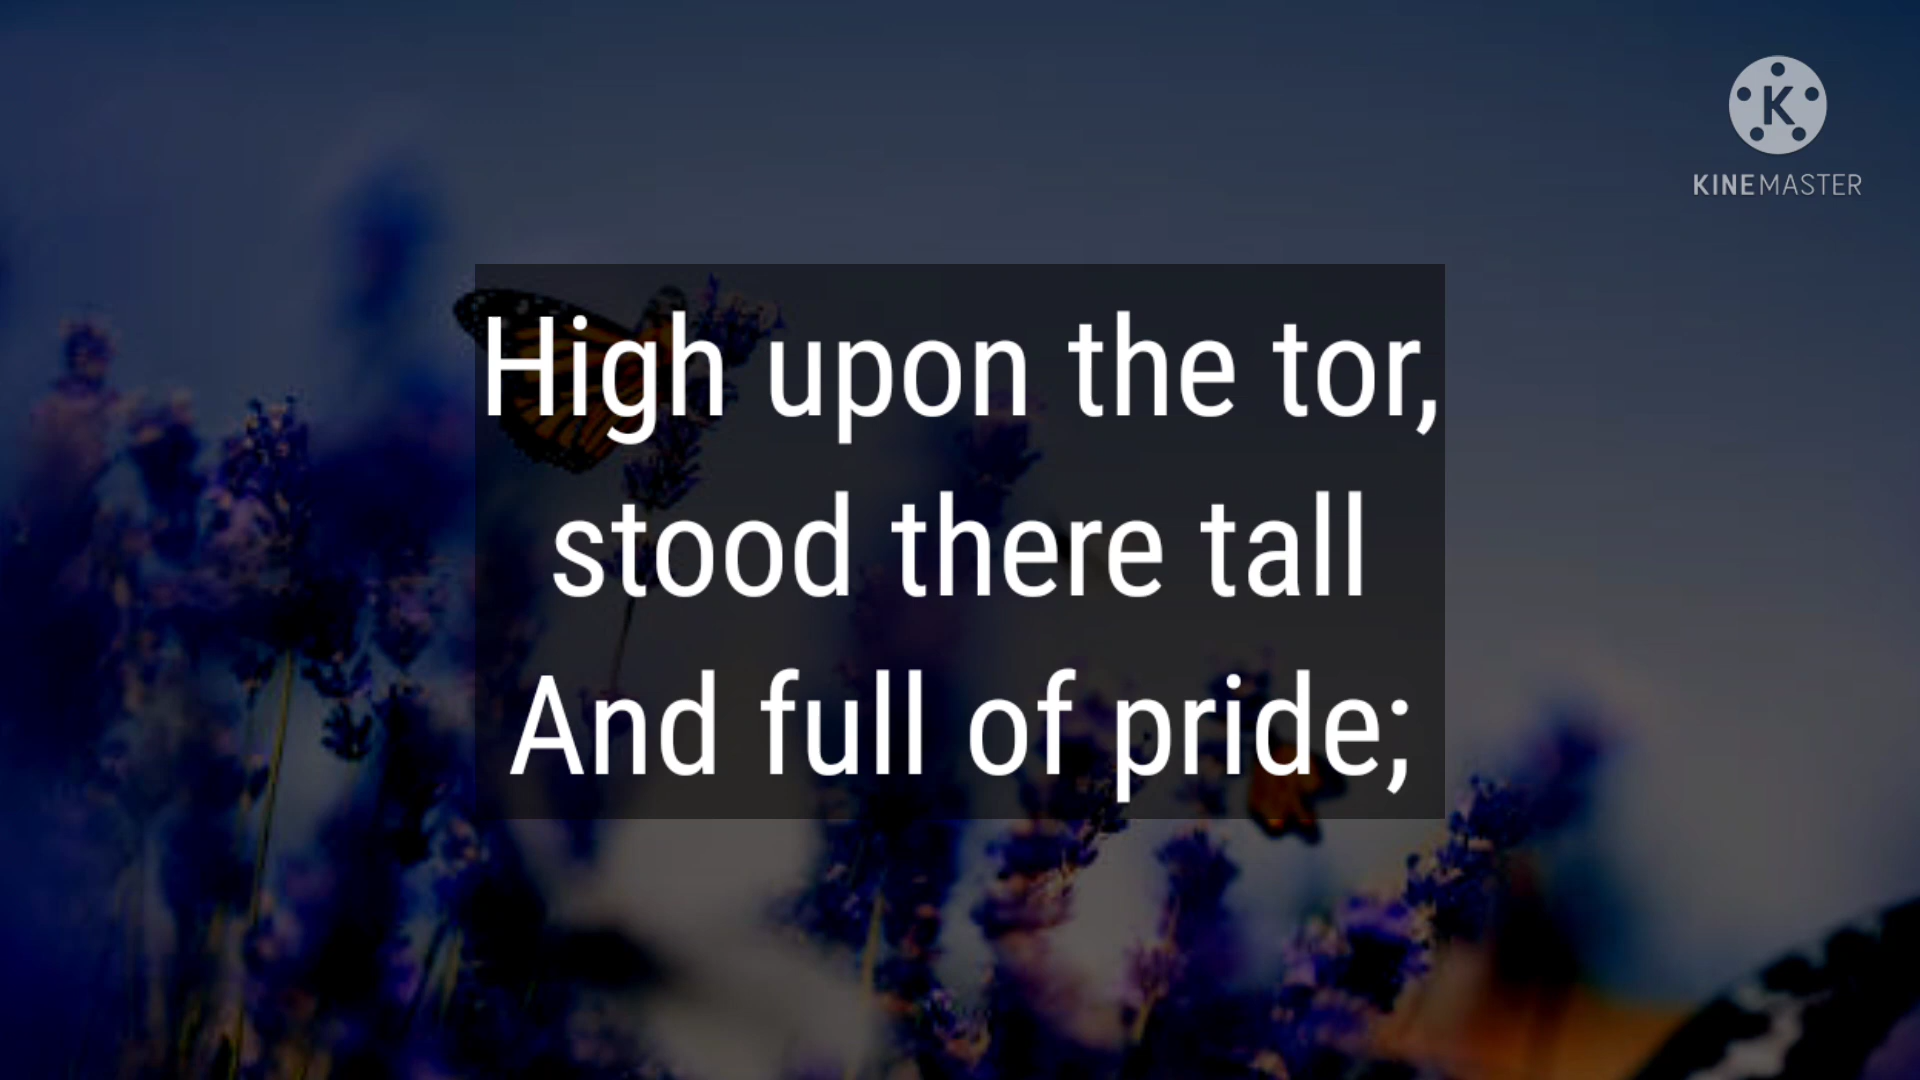 K
KINEMASTER
High upon the tor,
stood there tall
And full of pride;